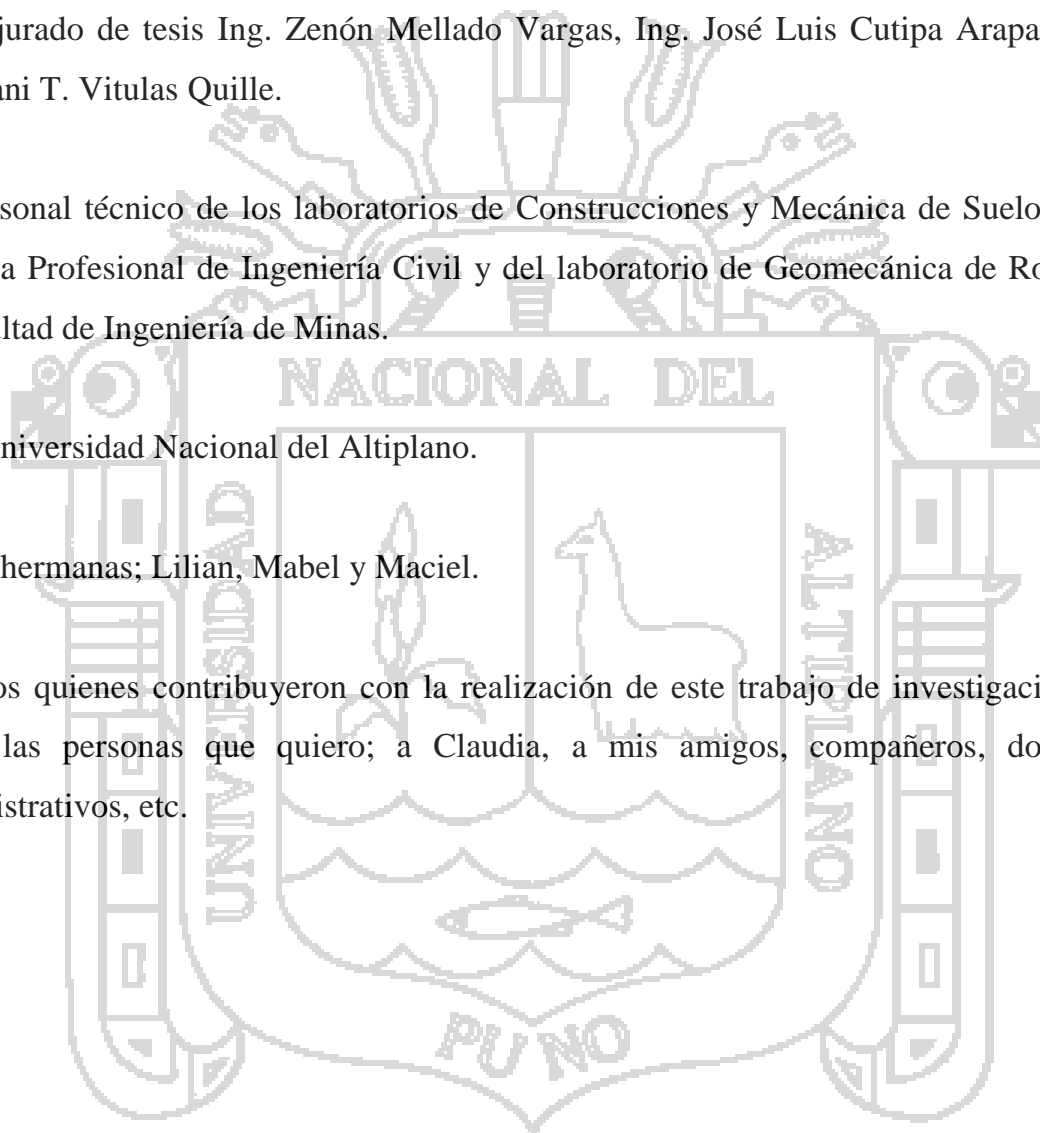 jurado de tesis Ing. Zenón Mellado Vargas, Ing. José Luis Cutipa Arapa
ani T. Vitulas Quille.
sonal técnico de los laboratorios de Construcciones y Mecánica de Suelo
a Profesional de Ingeniería Civil y del laboratorio de Geomecánica de Ro
ultad de Ingeniería de Minas.
NACIONAL DEL
niversidad Nacional del Altiplano.
UNIVERSIDAD
ALTIPLANO
hermanas; Lilian, Mabel y Maciel.
os quienes contribuyeron con la realización de este trabajo de investigaci
las personas que quiero; a Claudia, a mis amigos, compañeros, do
istrativos, etc.
PUNO